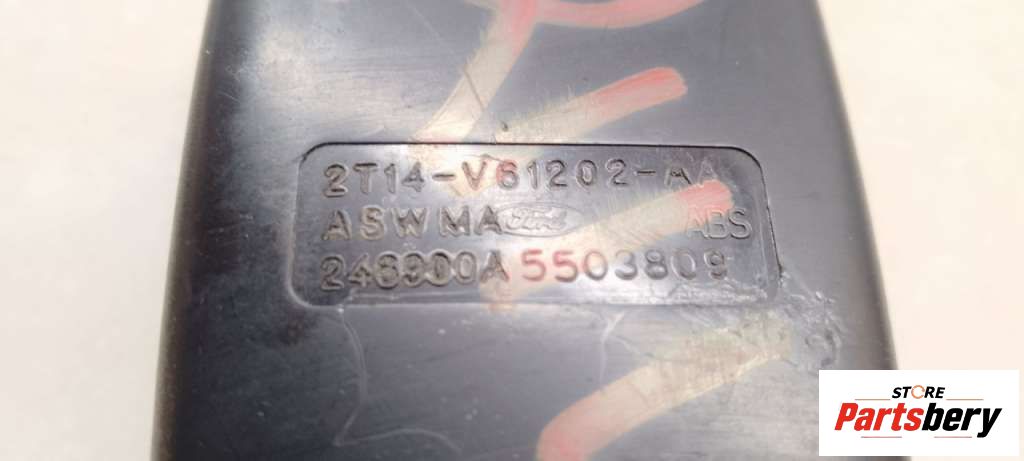 2T14-V61202-AA
ASWMA Ford ABS
248900A 5503809
STORE
Partsbery